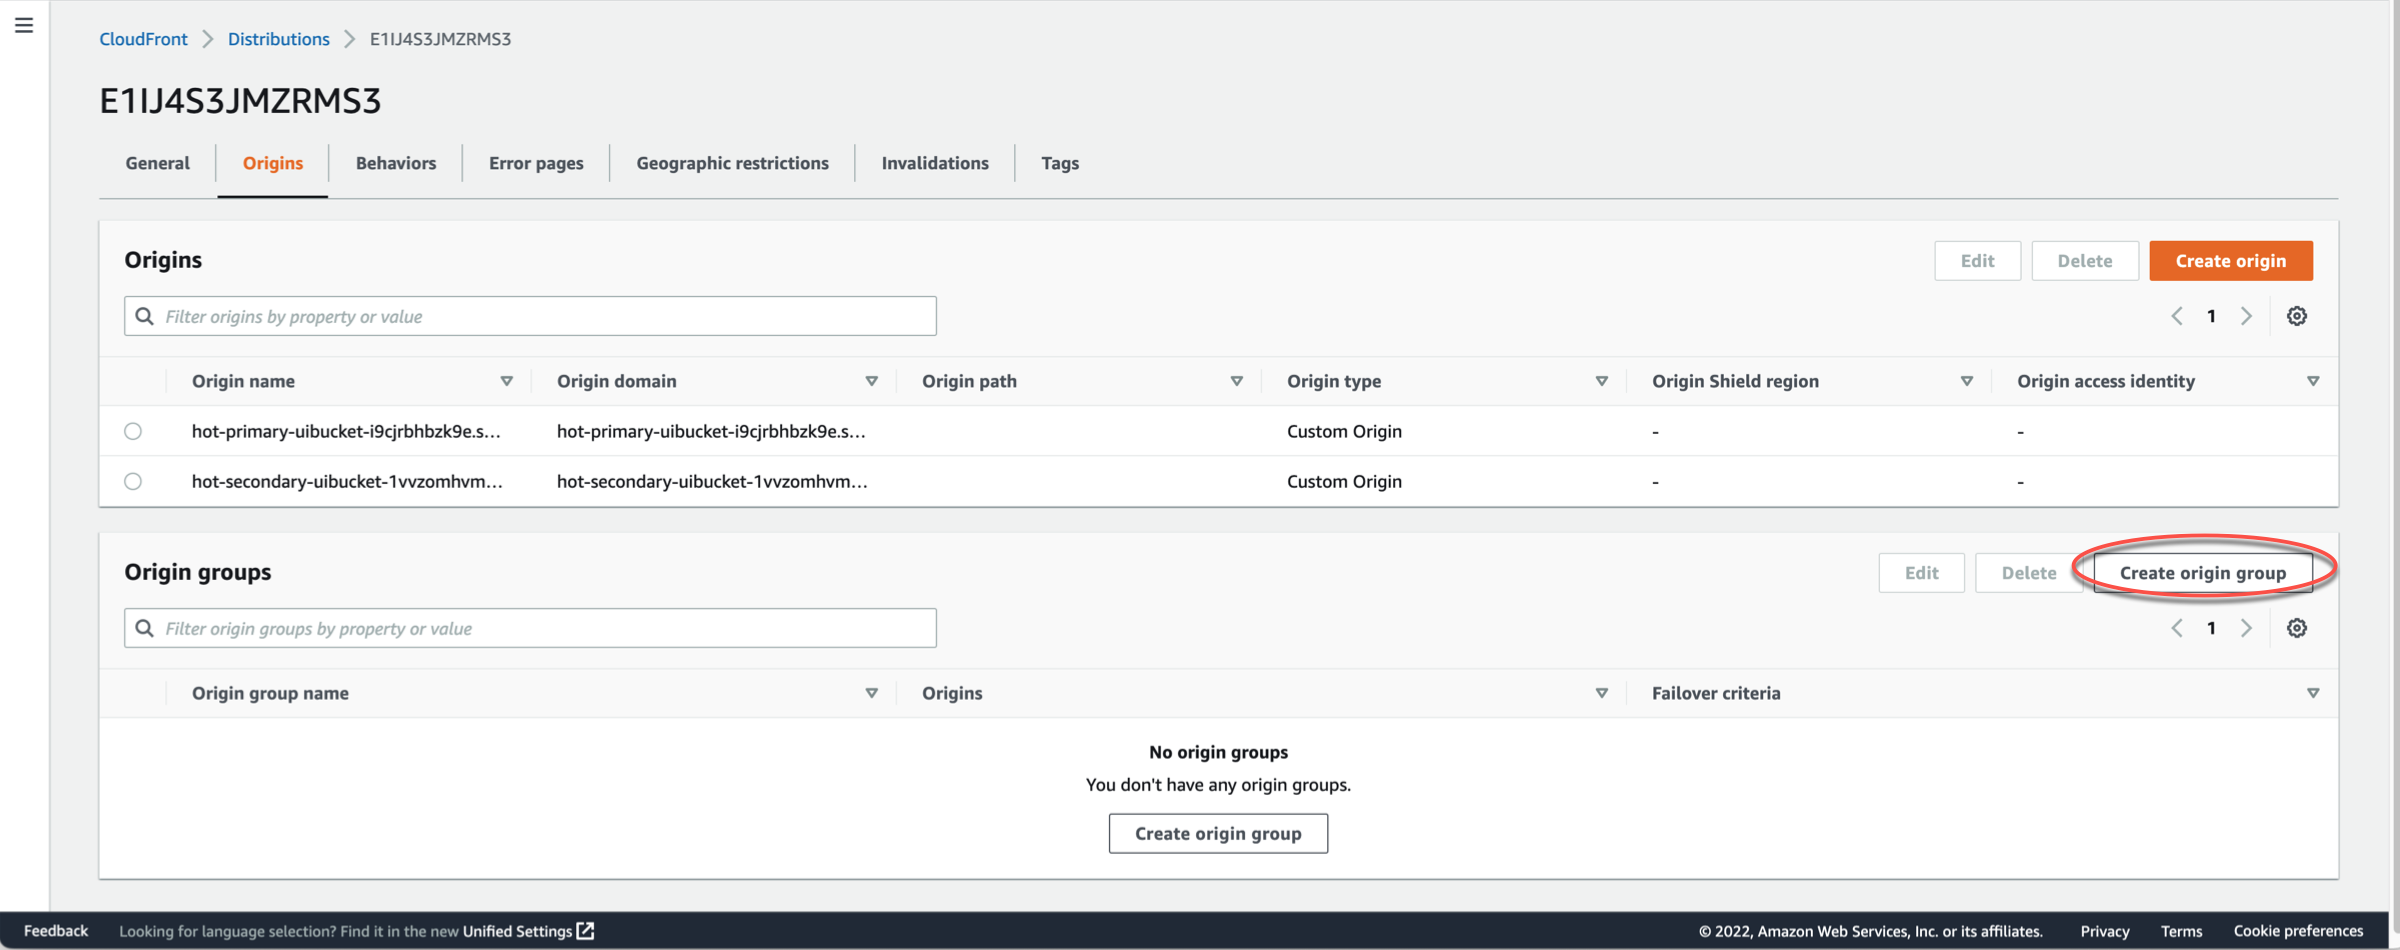 CloudFront > Distributions > E1IJ4S3JMZRMS3
E1IJ4S3JMZRMS3
General Origins Behaviors Error pages Geographic restrictions Invalidations Tags
Origins Edit Delete Create origin
Filter origins by property or value 1
Origin name Origin domain Origin path Origin type Origin Shield region Origin access identity
hot-primary-uibucket-i9cjrbhbzk9e.s... hot-primary-uibucket-i9cjrbhbzk9e.s... Custom Origin - -
hot-secondary-uibucket-1vvzomhvm... hot-secondary-uibucket-1vvzomhvm... Custom Origin - -
Origin groups Edit Delete Create origin group
Filter origin groups by property or value 1
Origin group name Origins Failover criteria
No origin groups
You don't have any origin groups.
Create origin group
Feedback Looking for language selection? Find it in the new Unified Settings © 2022, Amazon Web Services, Inc. or its affiliates. Privacy Terms Cookie preferences